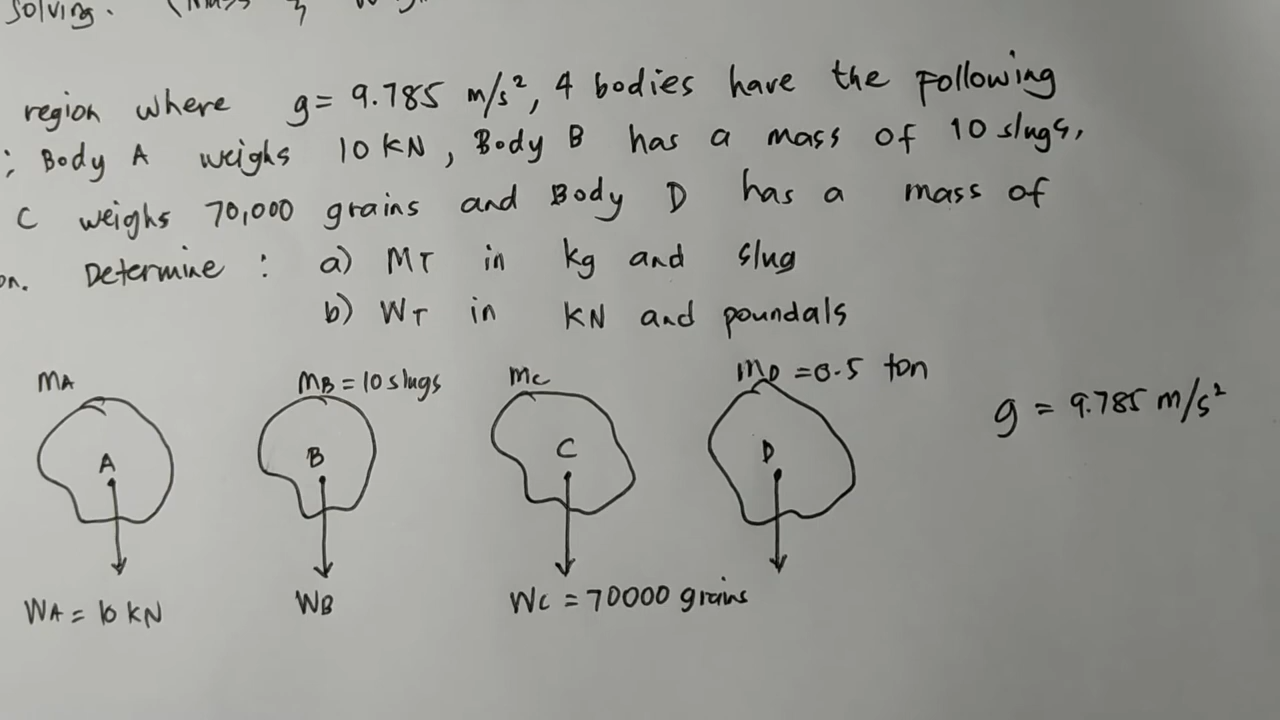 solving. (Mass &
region where g = 9.785 m/s², 4 bodies have the following
: Body A weighs 10 KN, Body B has a mass of 10 slugs,
C weighs 70,000 grains and Body D has a mass of
on. Determine : a) MT in kg and slug
b) WT in KN and poundals
MA MB = 10 slugs MC MD = 0.5 ton
g = 9.785 m/s²
A B C D
WA = 10 KN WB WC = 70000 grains